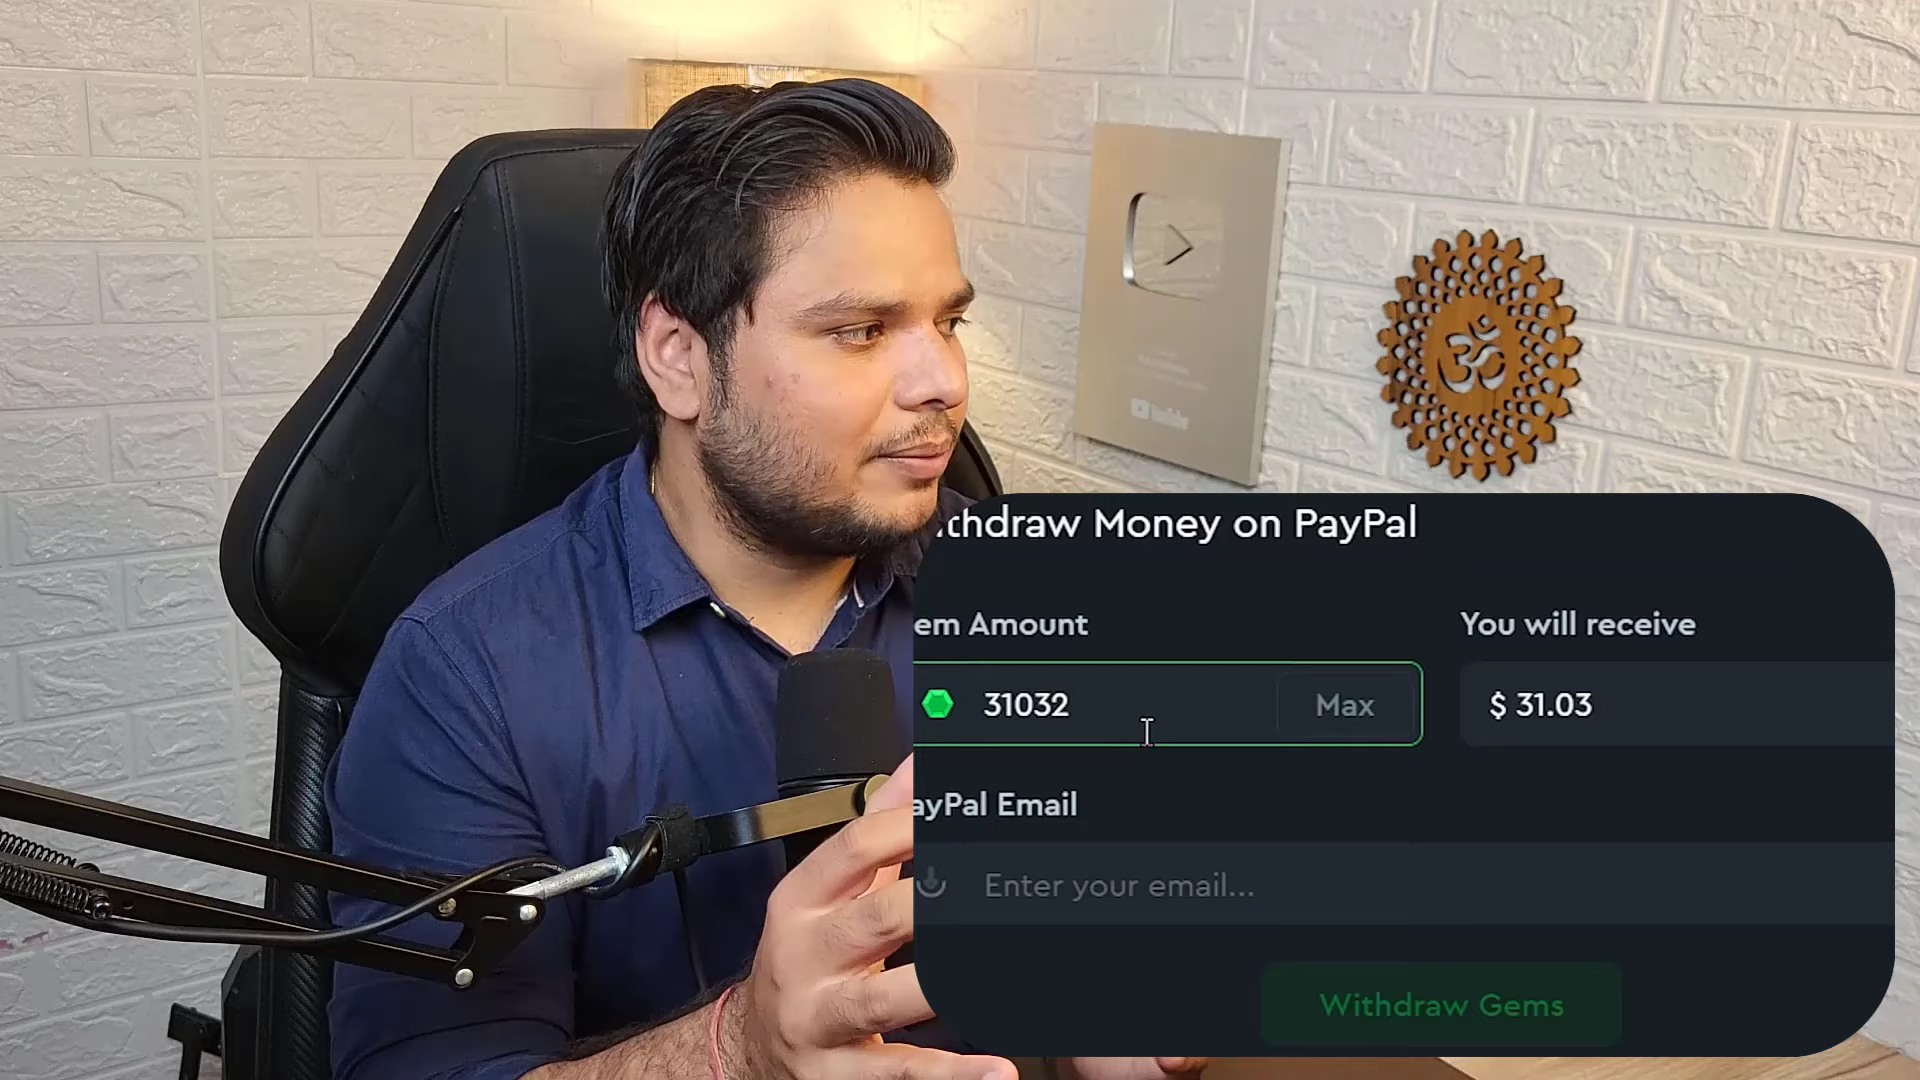 ॐ
thdraw Money on PayPal
em Amount
You will receive
31032
Max
$ 31.03
ayPal Email
Enter your email...
Withdraw Gems